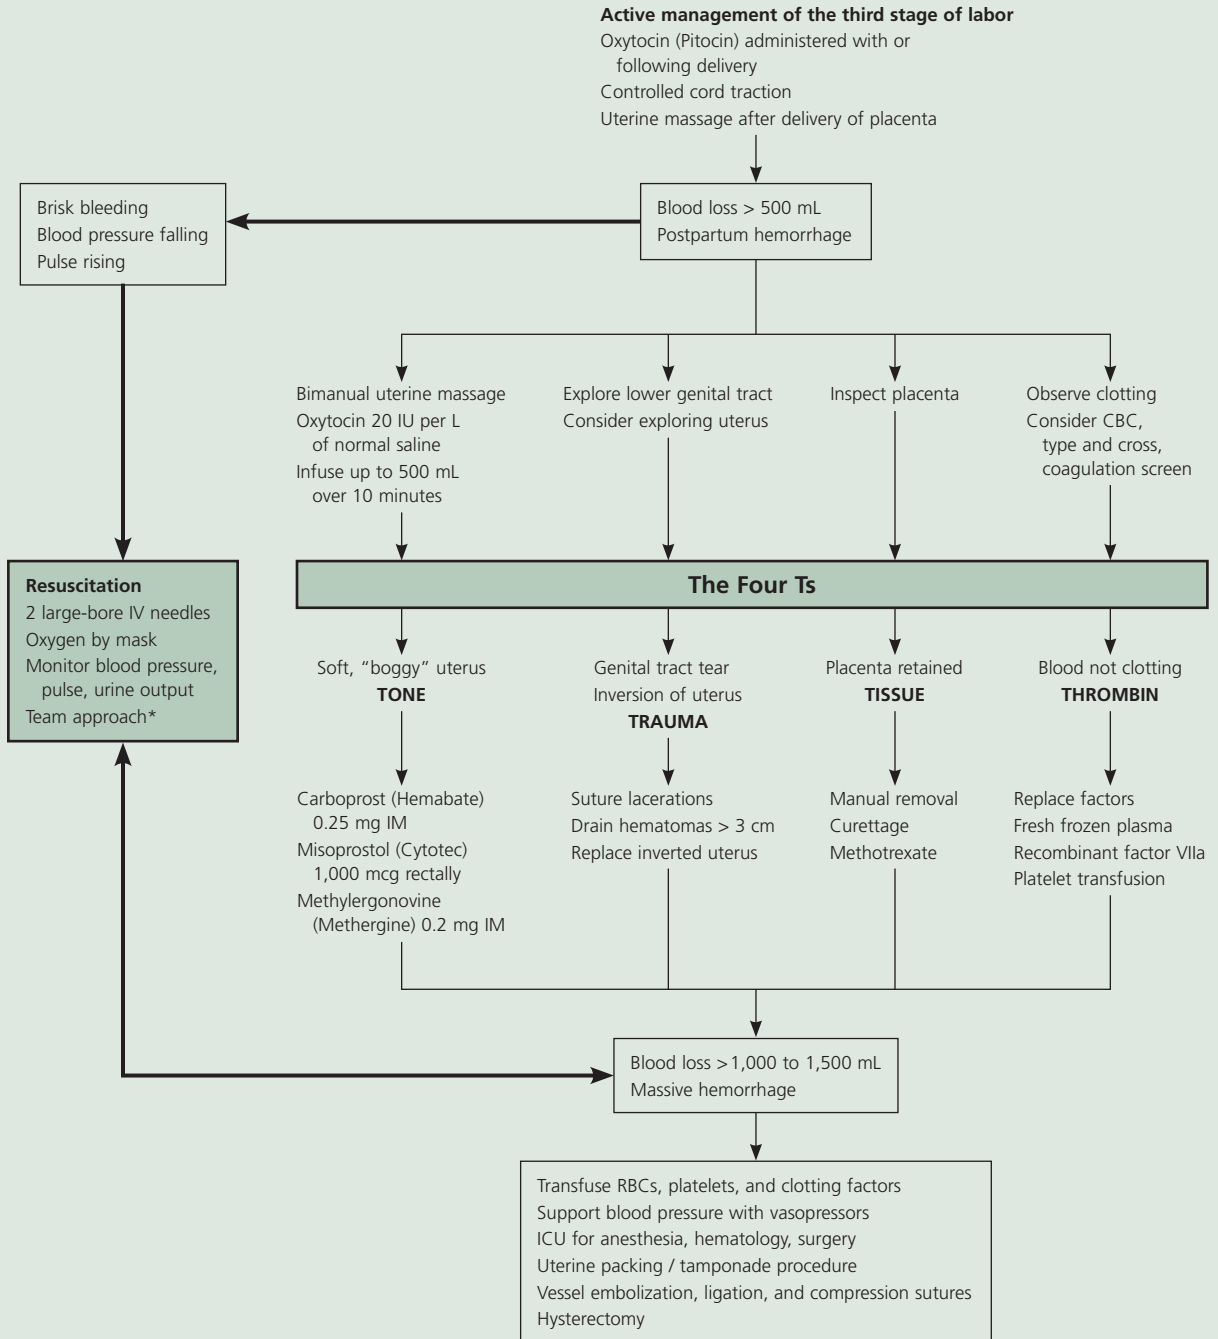 Active management of the third stage of labor
Oxytocin (Pitocin) administered with or
following delivery
Controlled cord traction
Uterine massage after delivery of placenta
Brisk bleeding
Blood pressure falling
Pulse rising
Blood loss > 500 mL
Postpartum hemorrhage
Bimanual uterine massage
Oxytocin 20 IU per L
of normal saline
Infuse up to 500 mL
over 10 minutes
Explore lower genital tract
Consider exploring uterus
Inspect placenta
Observe clotting
Consider CBC,
type and cross,
coagulation screen
Resuscitation
2 large-bore IV needles
Oxygen by mask
Monitor blood pressure,
pulse, urine output
Team approach*
The Four Ts
Soft, “boggy” uterus
TONE
Genital tract tear
Inversion of uterus
TRAUMA
Placenta retained
TISSUE
Blood not clotting
THROMBIN
Carboprost (Hemabate)
0.25 mg IM
Misoprostol (Cytotec)
1,000 mcg rectally
Methylergonovine
(Methergine) 0.2 mg IM
Suture lacerations
Drain hematomas > 3 cm
Replace inverted uterus
Manual removal
Curettage
Methotrexate
Replace factors
Fresh frozen plasma
Recombinant factor VIIa
Platelet transfusion
Blood loss >1,000 to 1,500 mL
Massive hemorrhage
Transfuse RBCs, platelets, and clotting factors
Support blood pressure with vasopressors
ICU for anesthesia, hematology, surgery
Uterine packing / tamponade procedure
Vessel embolization, ligation, and compression sutures
Hysterectomy